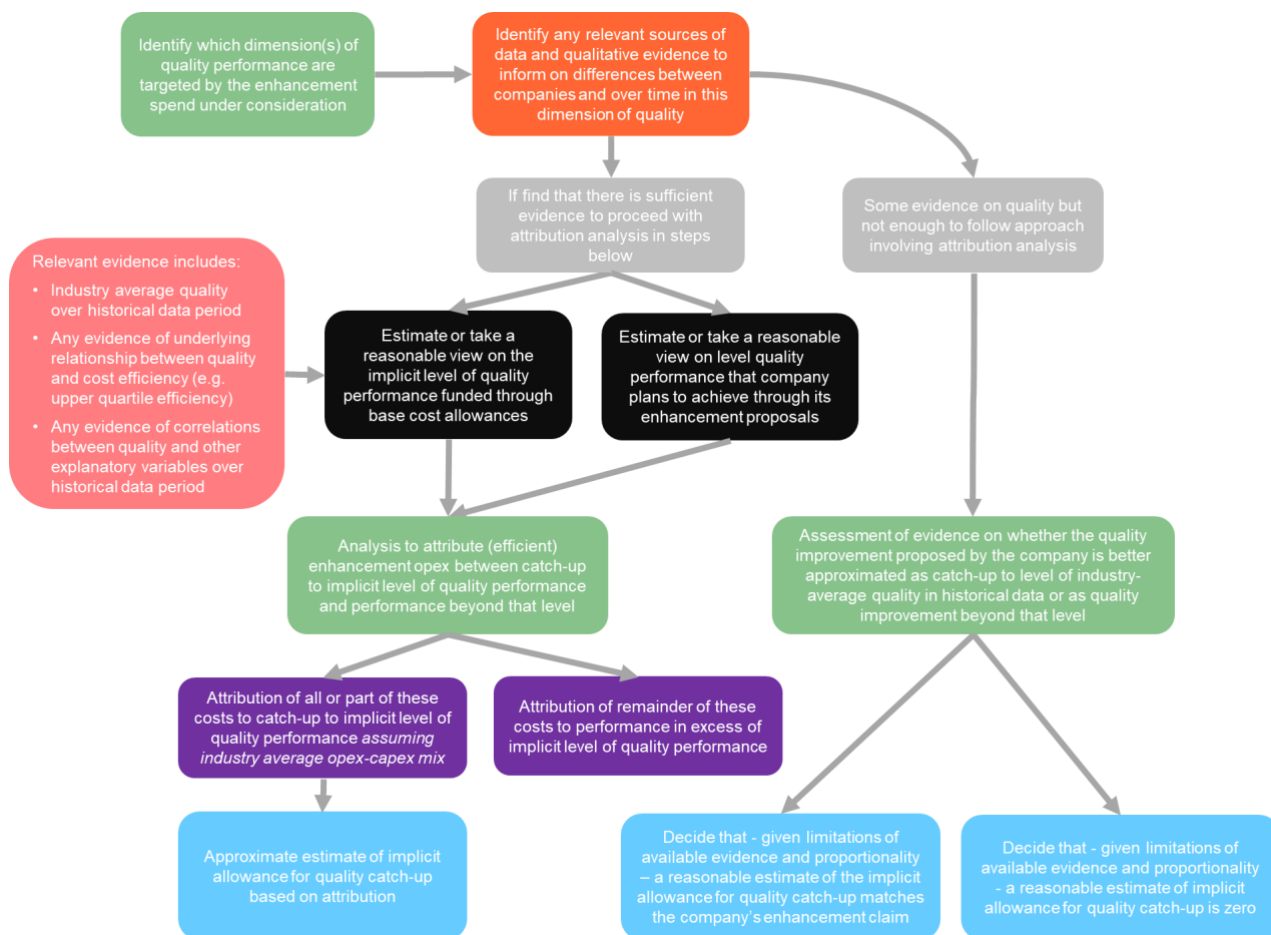 Identify which dimension(s) of
quality performance are
targeted by the enhancement
spend under consideration
Identify any relevant sources of
data and qualitative evidence to
inform on differences between
companies and over time in this
dimension of quality
If find that there is sufficient
evidence to proceed with
attribution analysis in steps
below
Some evidence on quality but
not enough to follow approach
involving attribution analysis
Relevant evidence includes:
• Industry average quality
over historical data period
• Any evidence of underlying
relationship between quality
and cost efficiency (e.g.
upper quartile efficiency)
• Any evidence of correlations
between quality and other
explanatory variables over
historical data period
Estimate or take a
reasonable view on the
implicit level of quality
performance funded through
base cost allowances
Estimate or take a reasonable
view on level quality
performance that company
plans to achieve through its
enhancement proposals
Analysis to attribute (efficient)
enhancement opex between catch-up
to implicit level of quality performance
and performance beyond that level
Assessment of evidence on whether the quality
improvement proposed by the company is better
approximated as catch-up to level of industry-
average quality in historical data or as quality
improvement beyond that level
Attribution of all or part of these
costs to catch-up to implicit level of
quality performance assuming
industry average opex-capex mix
Attribution of remainder of these
costs to performance in excess of
implicit level of quality performance
Approximate estimate of implicit
allowance for quality catch-up
based on attribution
Decide that - given limitations of
available evidence and proportionality
– a reasonable estimate of the implicit
allowance for quality catch-up matches
the company's enhancement claim
Decide that - given limitations of
available evidence and proportionality
- a reasonable estimate of implicit
allowance for quality catch-up is zero